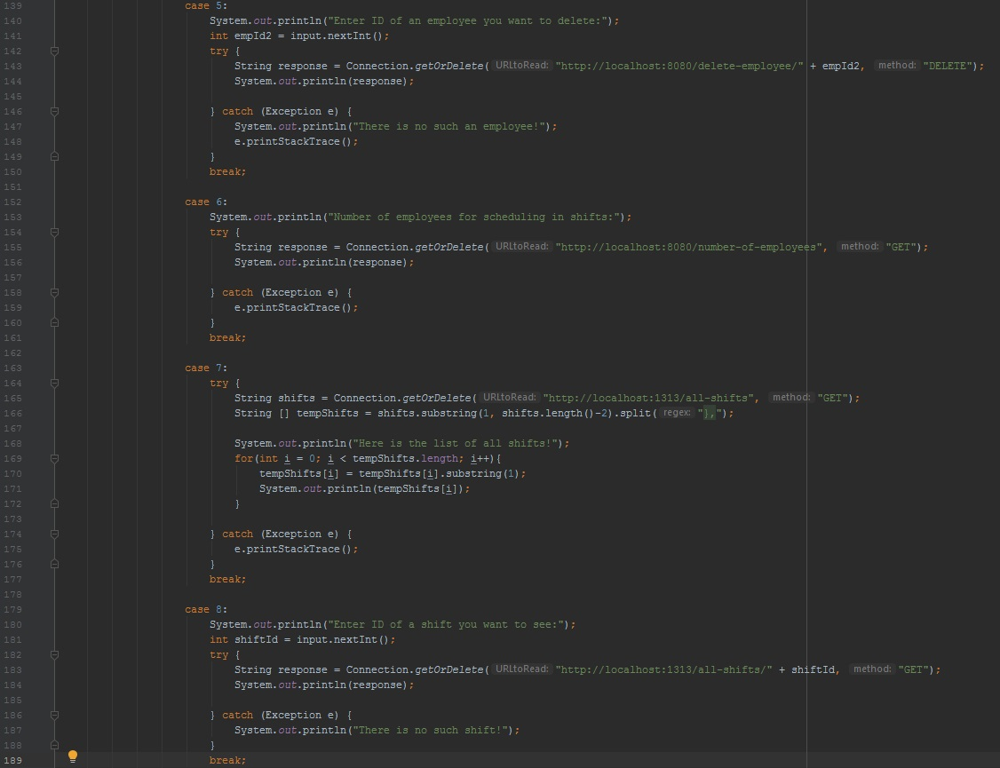 139 case 5:
140 System.out.println("Enter ID of an employee you want to delete:");
141 int empId2 = input.nextInt();
142 try {
143 String response = Connection.getOrDelete( URLtoRead: "http://localhost:8080/delete-employee/" + empId2, method: "DELETE");
144 System.out.println(response);
145
146 } catch (Exception e) {
147 System.out.println("There is no such an employee!");
148 e.printStackTrace();
149 }
150 break;
151
152 case 6:
153 System.out.println("Number of employees for scheduling in shifts:");
154 try {
155 String response = Connection.getOrDelete( URLtoRead: "http://localhost:8080/number-of-employees", method: "GET");
156 System.out.println(response);
157
158 } catch (Exception e) {
159 e.printStackTrace();
160 }
161 break;
162
163 case 7:
164 try {
165 String shifts = Connection.getOrDelete( URLtoRead: "http://localhost:1313/all-shifts", method: "GET");
166 String [] tempShifts = shifts.substring(1, shifts.length()-2).split( regex: "},");
167
168 System.out.println("Here is the list of all shifts!");
169 for(int i = 0; i < tempShifts.length; i++){
170 tempShifts[i] = tempShifts[i].substring(1);
171 System.out.println(tempShifts[i]);
172 }
173
174 } catch (Exception e) {
175 e.printStackTrace();
176 }
177 break;
178
179 case 8:
180 System.out.println("Enter ID of a shift you want to see:");
181 int shiftId = input.nextInt();
182 try {
183 String response = Connection.getOrDelete( URLtoRead: "http://localhost:1313/all-shifts/" + shiftId, method: "GET");
184 System.out.println(response);
185
186 } catch (Exception e) {
187 System.out.println("There is no such shift!");
188 }
189 break;